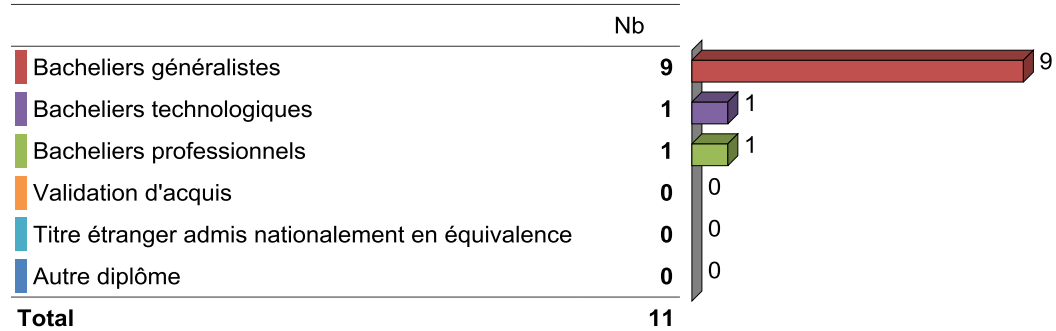 Nb
Bacheliers généralistes 9 9
Bacheliers technologiques 1 1
Bacheliers professionnels 1 1
Validation d'acquis 0 0
Titre étranger admis nationalement en équivalence 0 0
Autre diplôme 0 0
Total 11